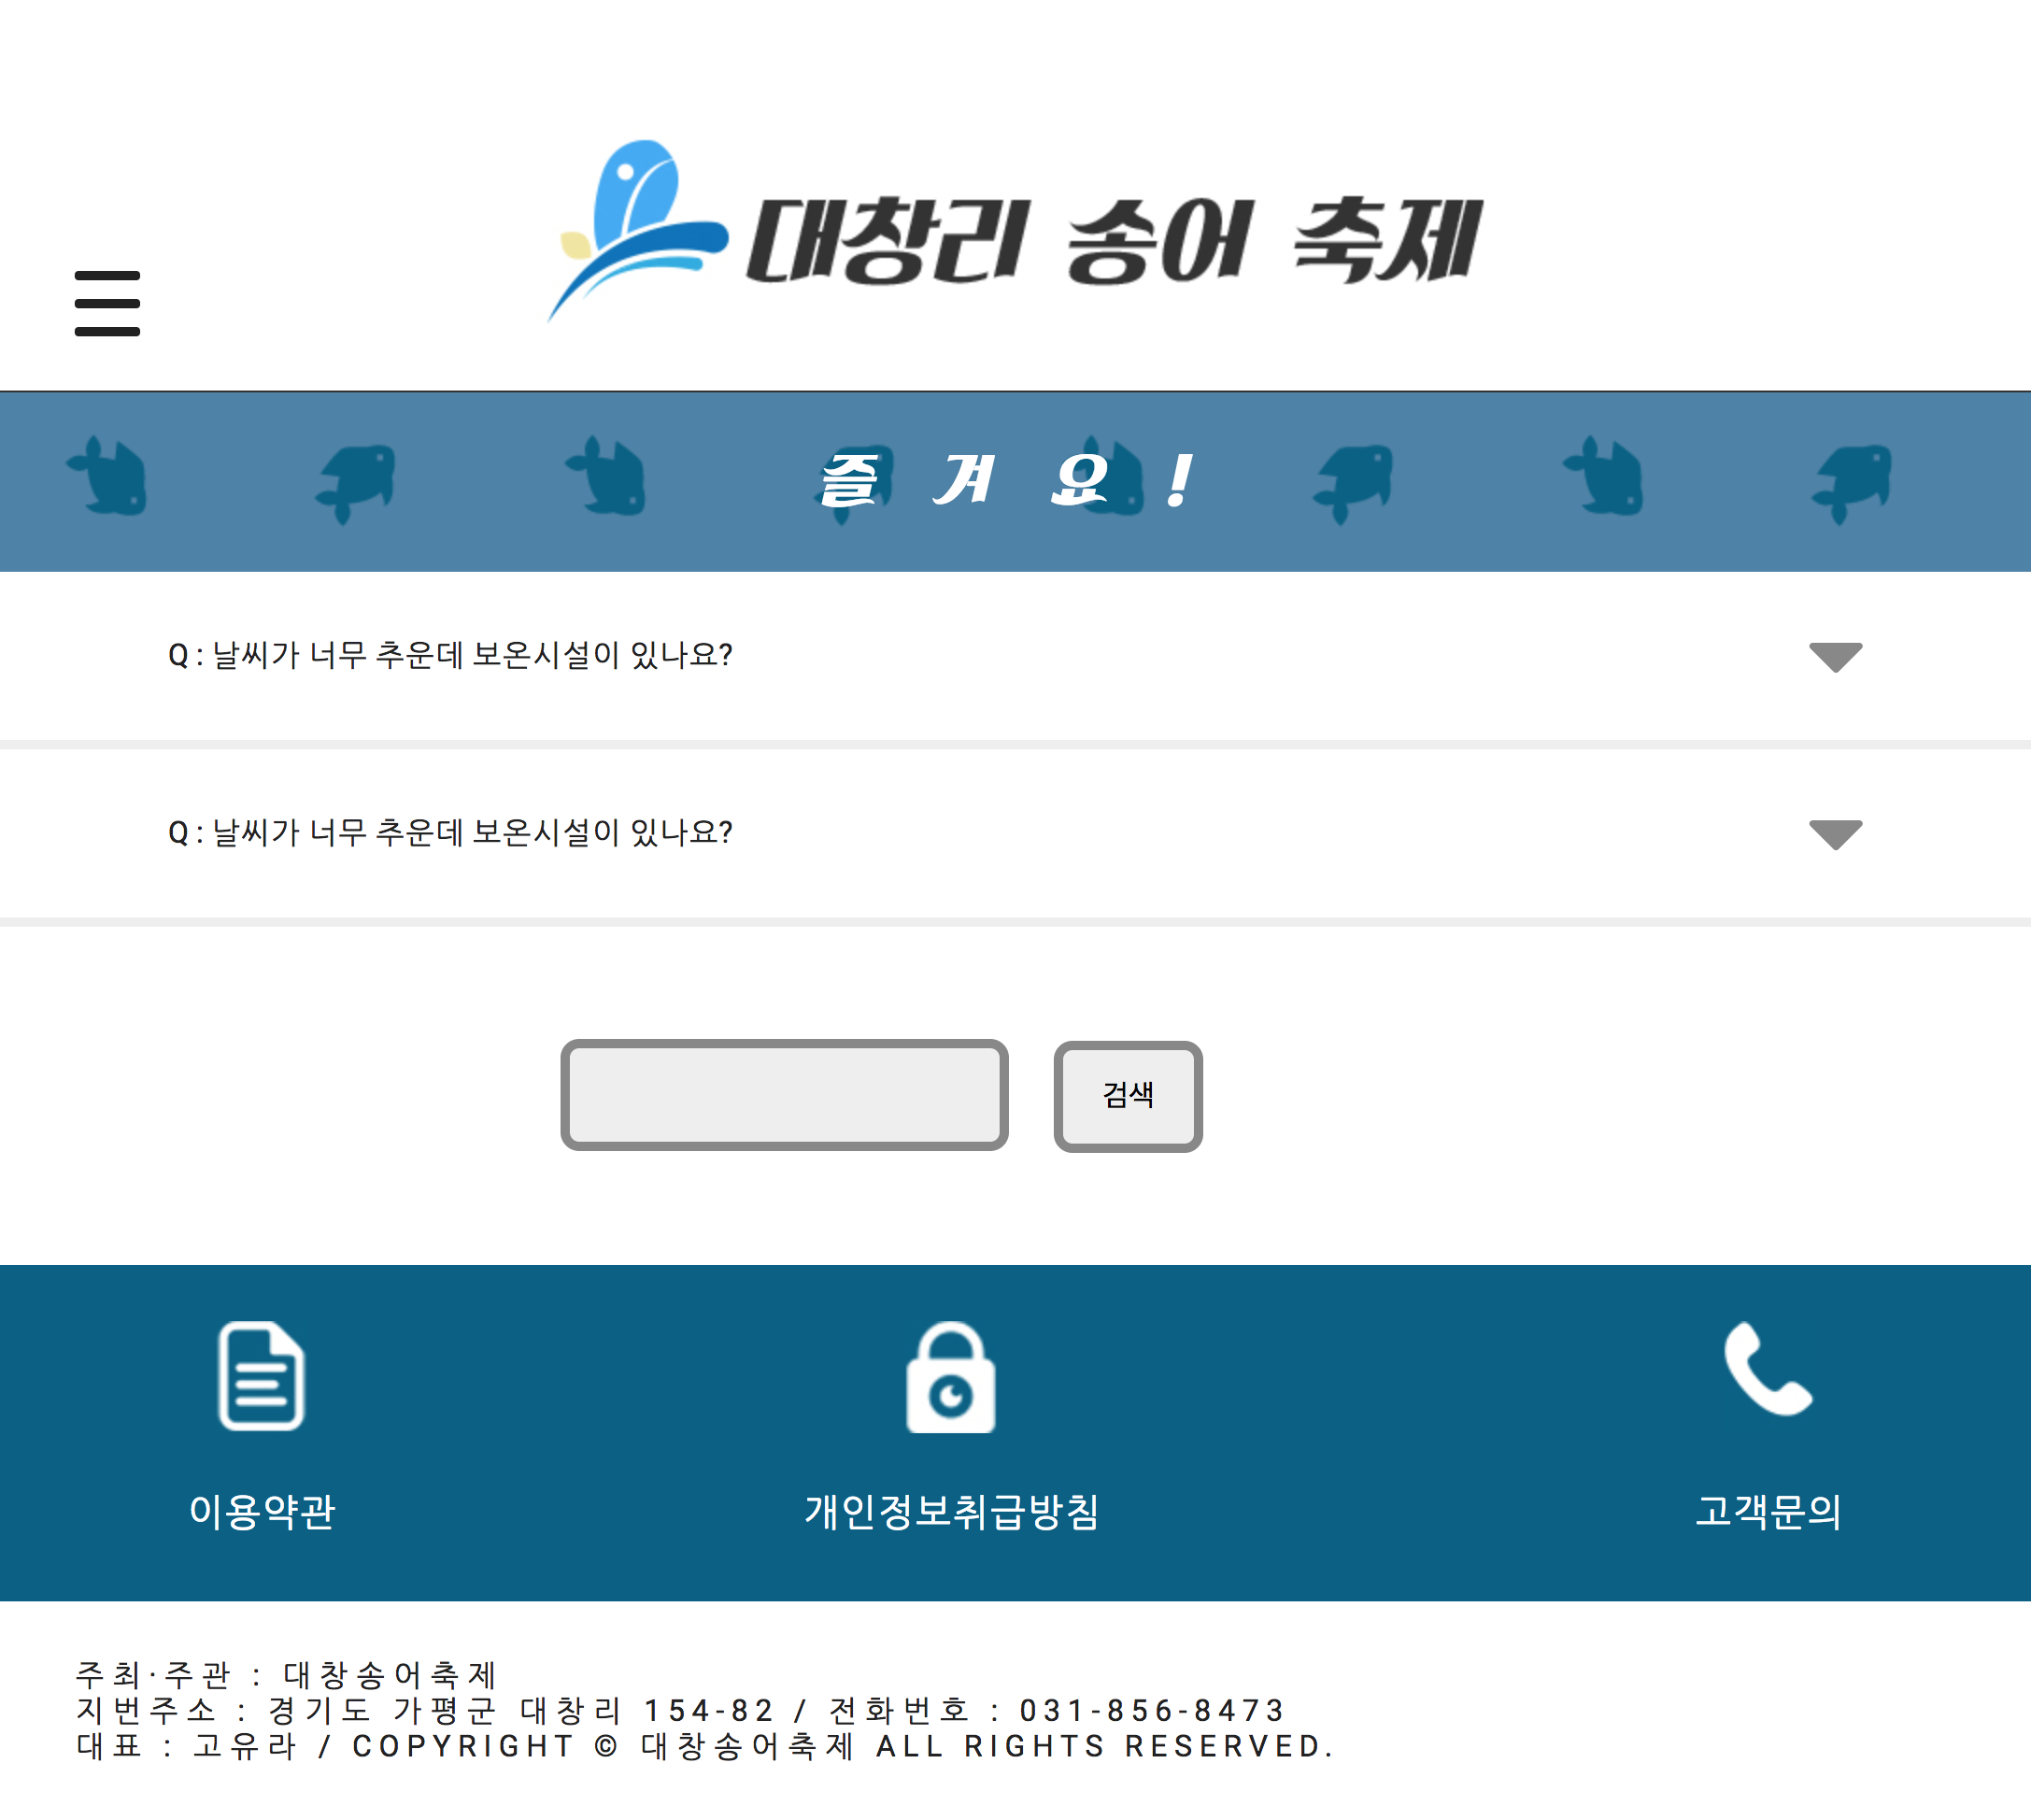 대창리 송어 축제
즐 겨 요 !
Q : 날씨가 너무 추운데 보온시설이 있나요?
Q : 날씨가 너무 추운데 보온시설이 있나요?
검색
이용약관
개인정보취급방침
고객문의
주최·주관 : 대창송어축제
지번주소 : 경기도 가평군 대창리 154-82 / 전화번호 : 031-856-8473
대표 : 고유라 / COPYRIGHT © 대창송어축제 ALL RIGHTS RESERVED.